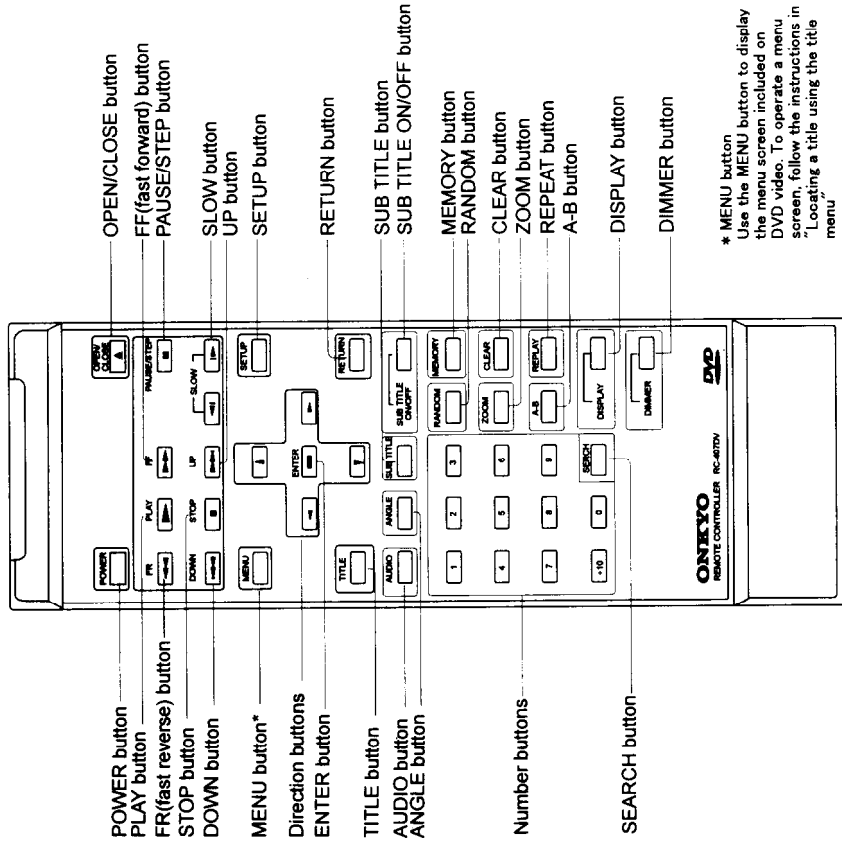 POWER button
PLAY button
FR(fast reverse) button
STOP button
DOWN button
MENU button*
Direction buttons
ENTER button
TITLE button
AUDIO button
ANGLE button
Number buttons
SEARCH button
POWER
OPEN/
CLOSE
FR
PLAY
FF
PAUSE/STEP
DOWN
STOP
UP
SLOW
MENU
SETUP
ENTER
TITLE
RETURN
AUDIO
ANGLE
SUB TITLE
SUB TITLE
ON/OFF
1
2
3
RANDOM
MEMORY
4
5
6
ZOOM
CLEAR
7
8
9
A-B
REPLAY
+10
0
SERCH
DISPLAY
DIMMER
ONKYO
REMOTE CONTROLLER RC-407DV
DVD
OPEN/CLOSE button
FF(fast forward) button
PAUSE/STEP button
SLOW button
UP button
SETUP button
RETURN button
SUB TITLE button
SUB TITLE ON/OFF button
MEMORY button
RANDOM button
CLEAR button
ZOOM button
REPEAT button
A-B button
DISPLAY button
DIMMER button
* MENU button
Use the MENU button to display
the menu screen included on
DVD video. To operate a menu
screen, follow the instructions in
"Locating a title using the title
menu"